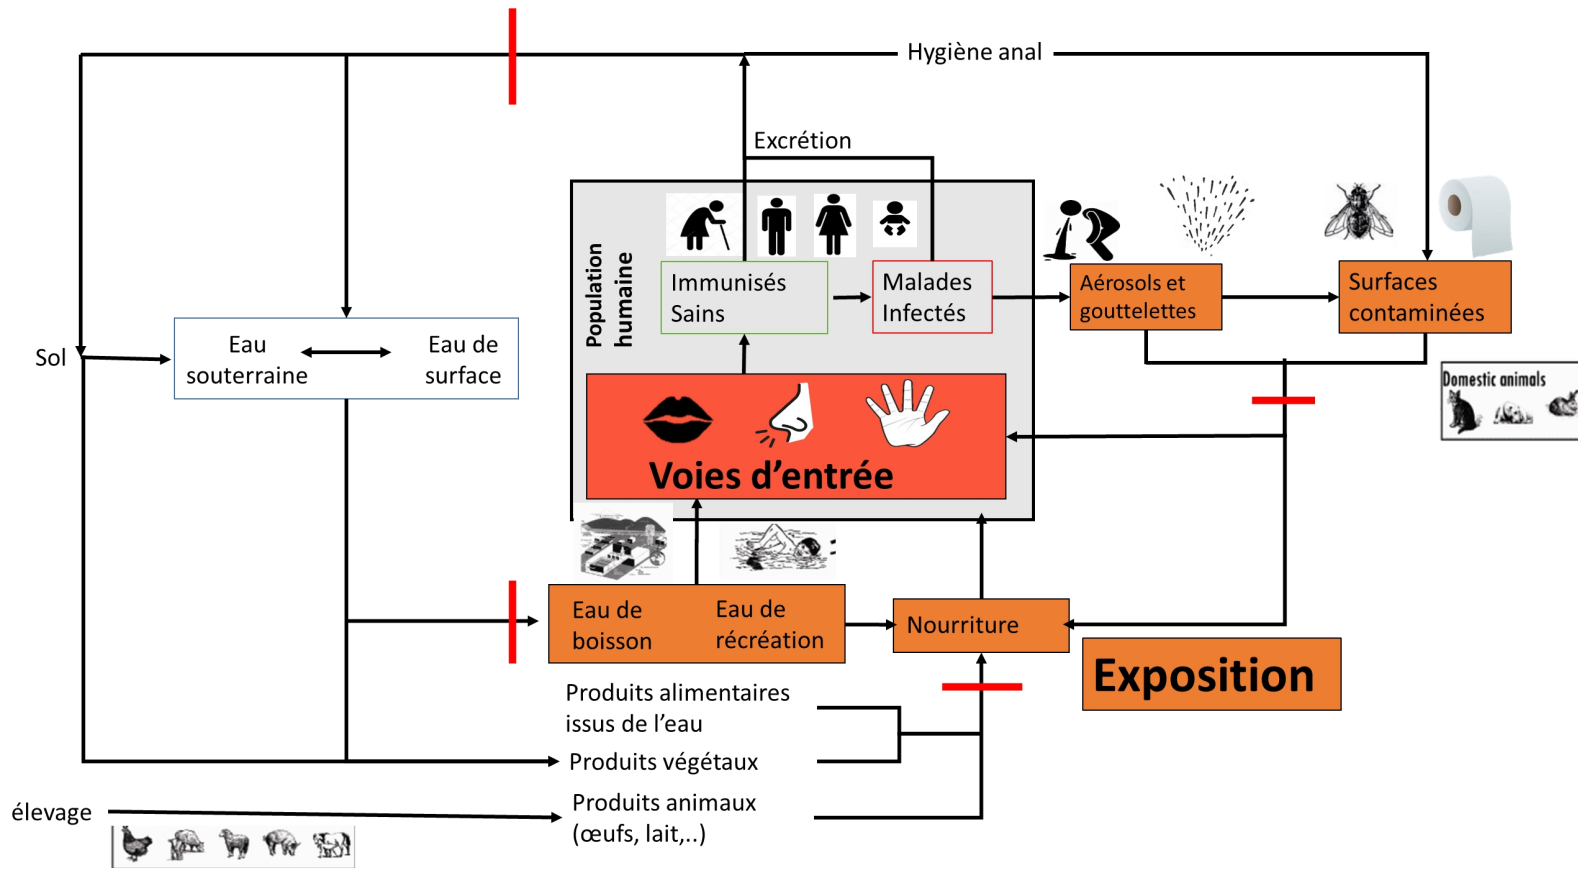 Hygiène anal
Excrétion
Population
humaine
Immunisés
Sains
Malades
Infectés
Aérosols et
gouttelettes
Surfaces
contaminées
Sol
Eau
souterraine
Eau de
surface
Domestic animals
Voies d’entrée
Eau de
boisson
Eau de
récréation
Nourriture
Exposition
Produits alimentaires
issus de l’eau
Produits végétaux
élevage
Produits animaux
(œufs, lait,..)